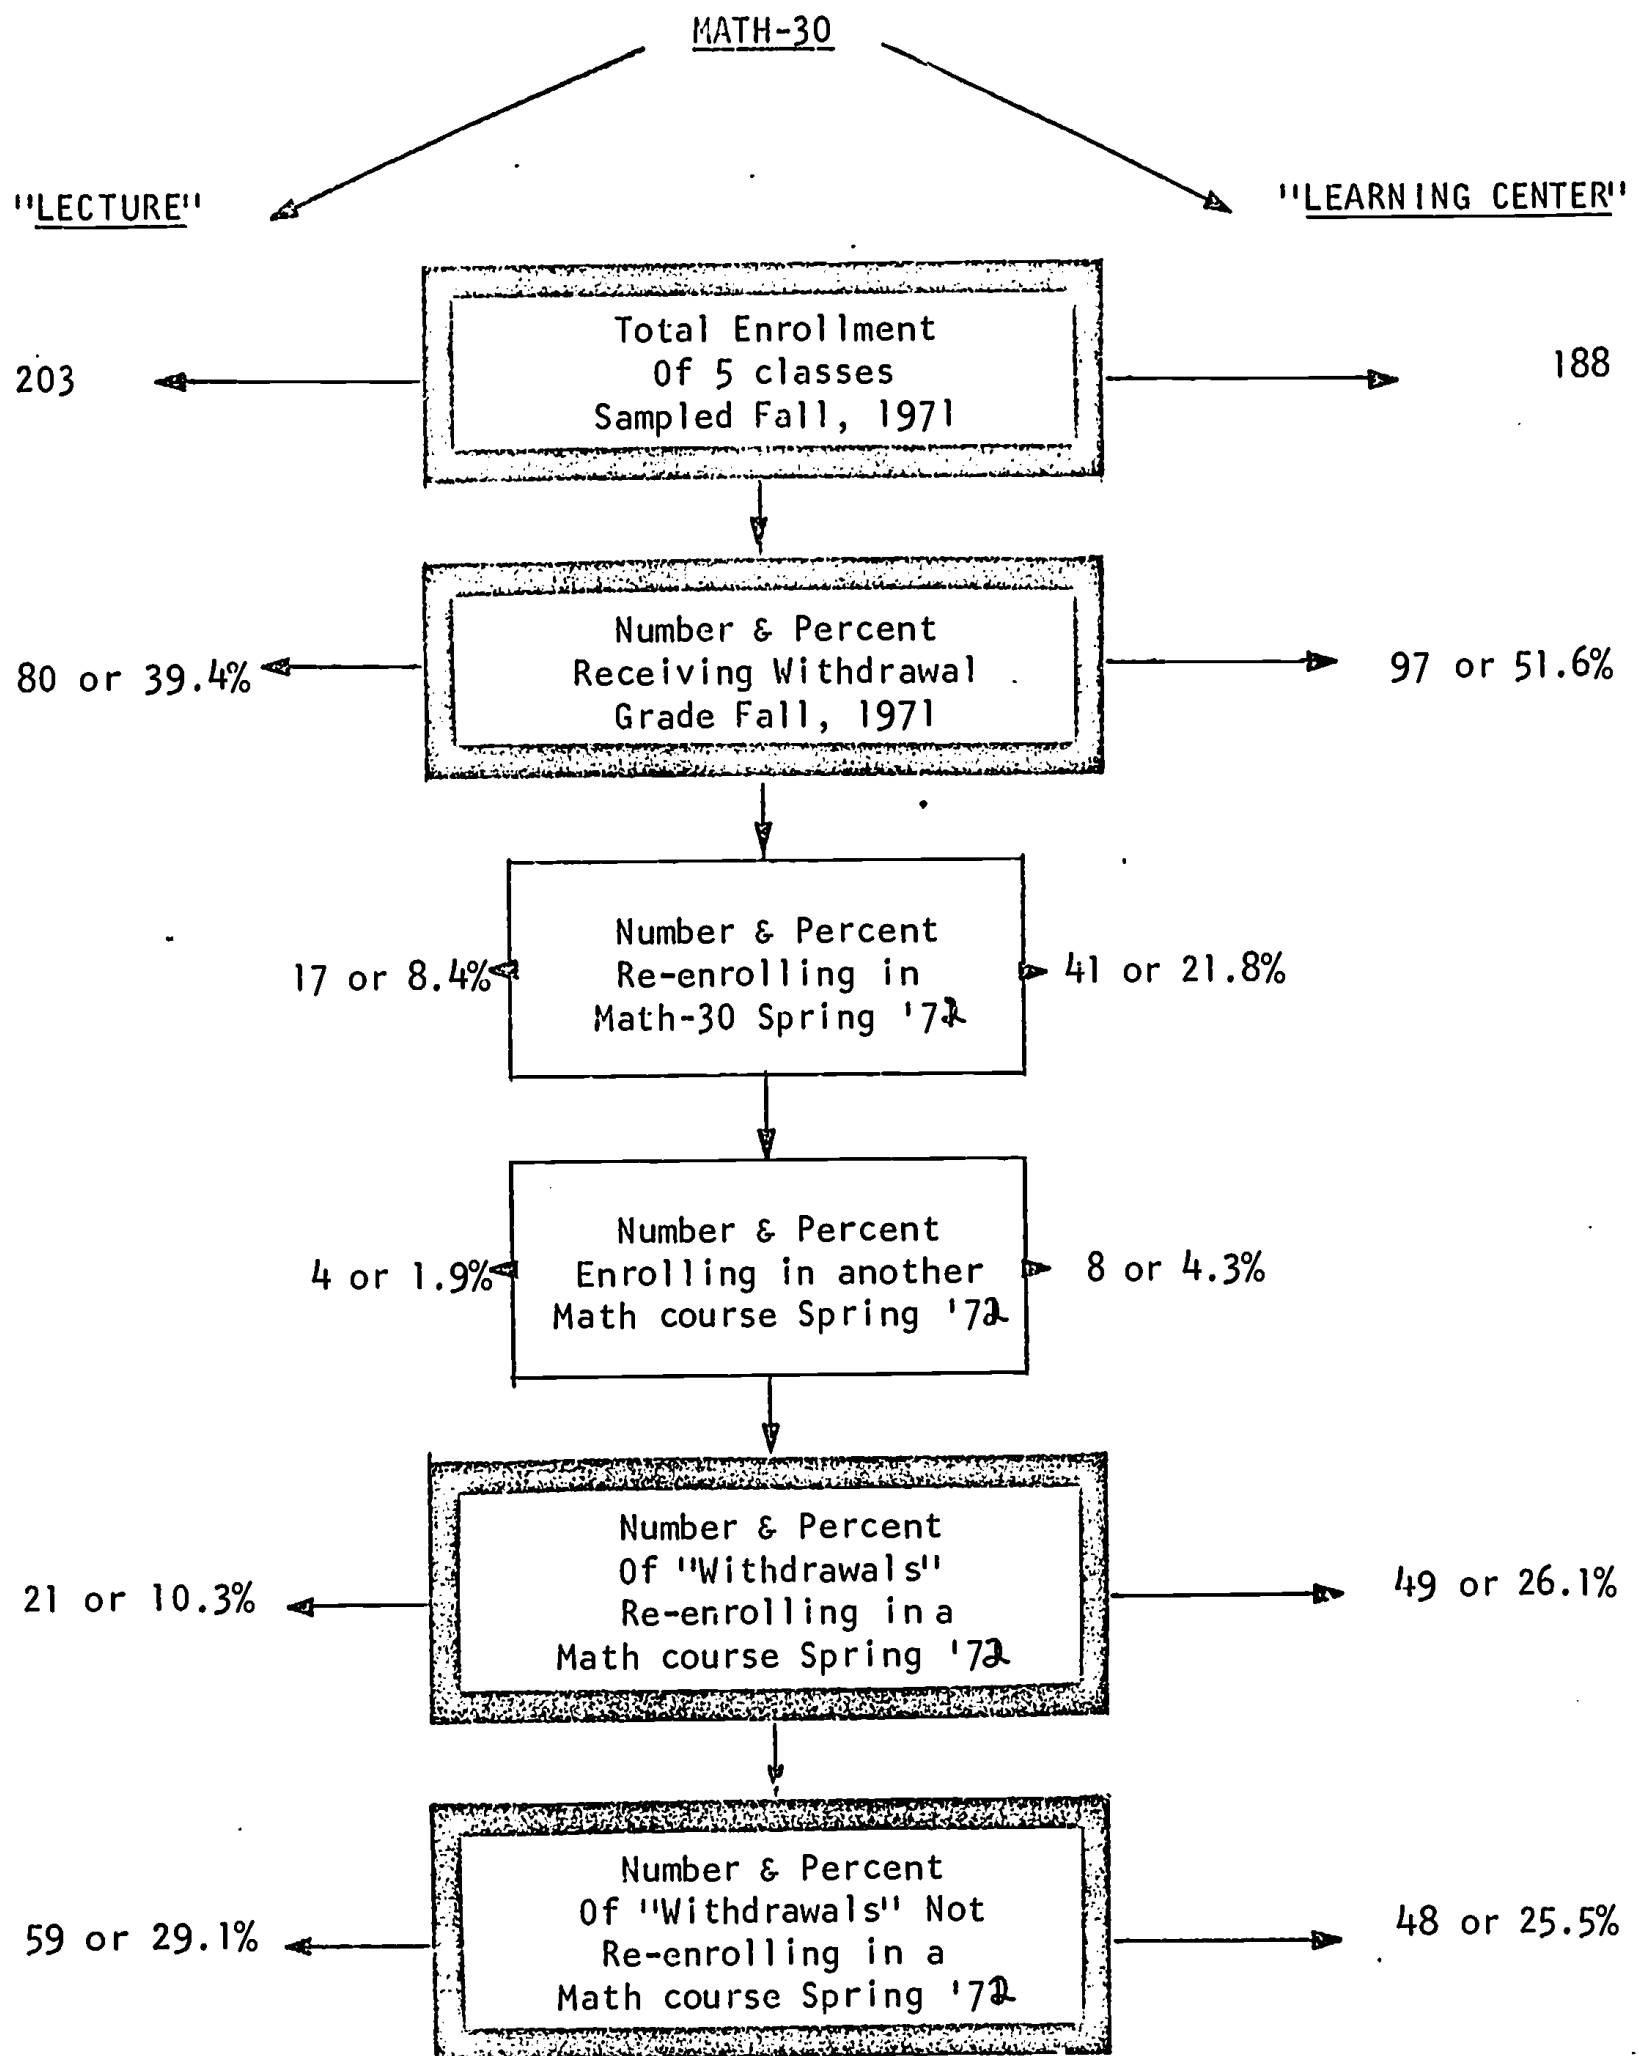 MATH-30
"LECTURE"
"LEARNING CENTER"
Total Enrollment
Of 5 classes
Sampled Fall, 1971
203
188
Number & Percent
Receiving Withdrawal
Grade Fall, 1971
80 or 39.4%
97 or 51.6%
Number & Percent
Re-enrolling in
Math-30 Spring '72
17 or 8.4%
41 or 21.8%
Number & Percent
Enrolling in another
Math course Spring '72
4 or 1.9%
8 or 4.3%
Number & Percent
Of "Withdrawals"
Re-enrolling in a
Math course Spring '72
21 or 10.3%
49 or 26.1%
Number & Percent
Of "Withdrawals" Not
Re-enrolling in a
Math course Spring '72
59 or 29.1%
48 or 25.5%